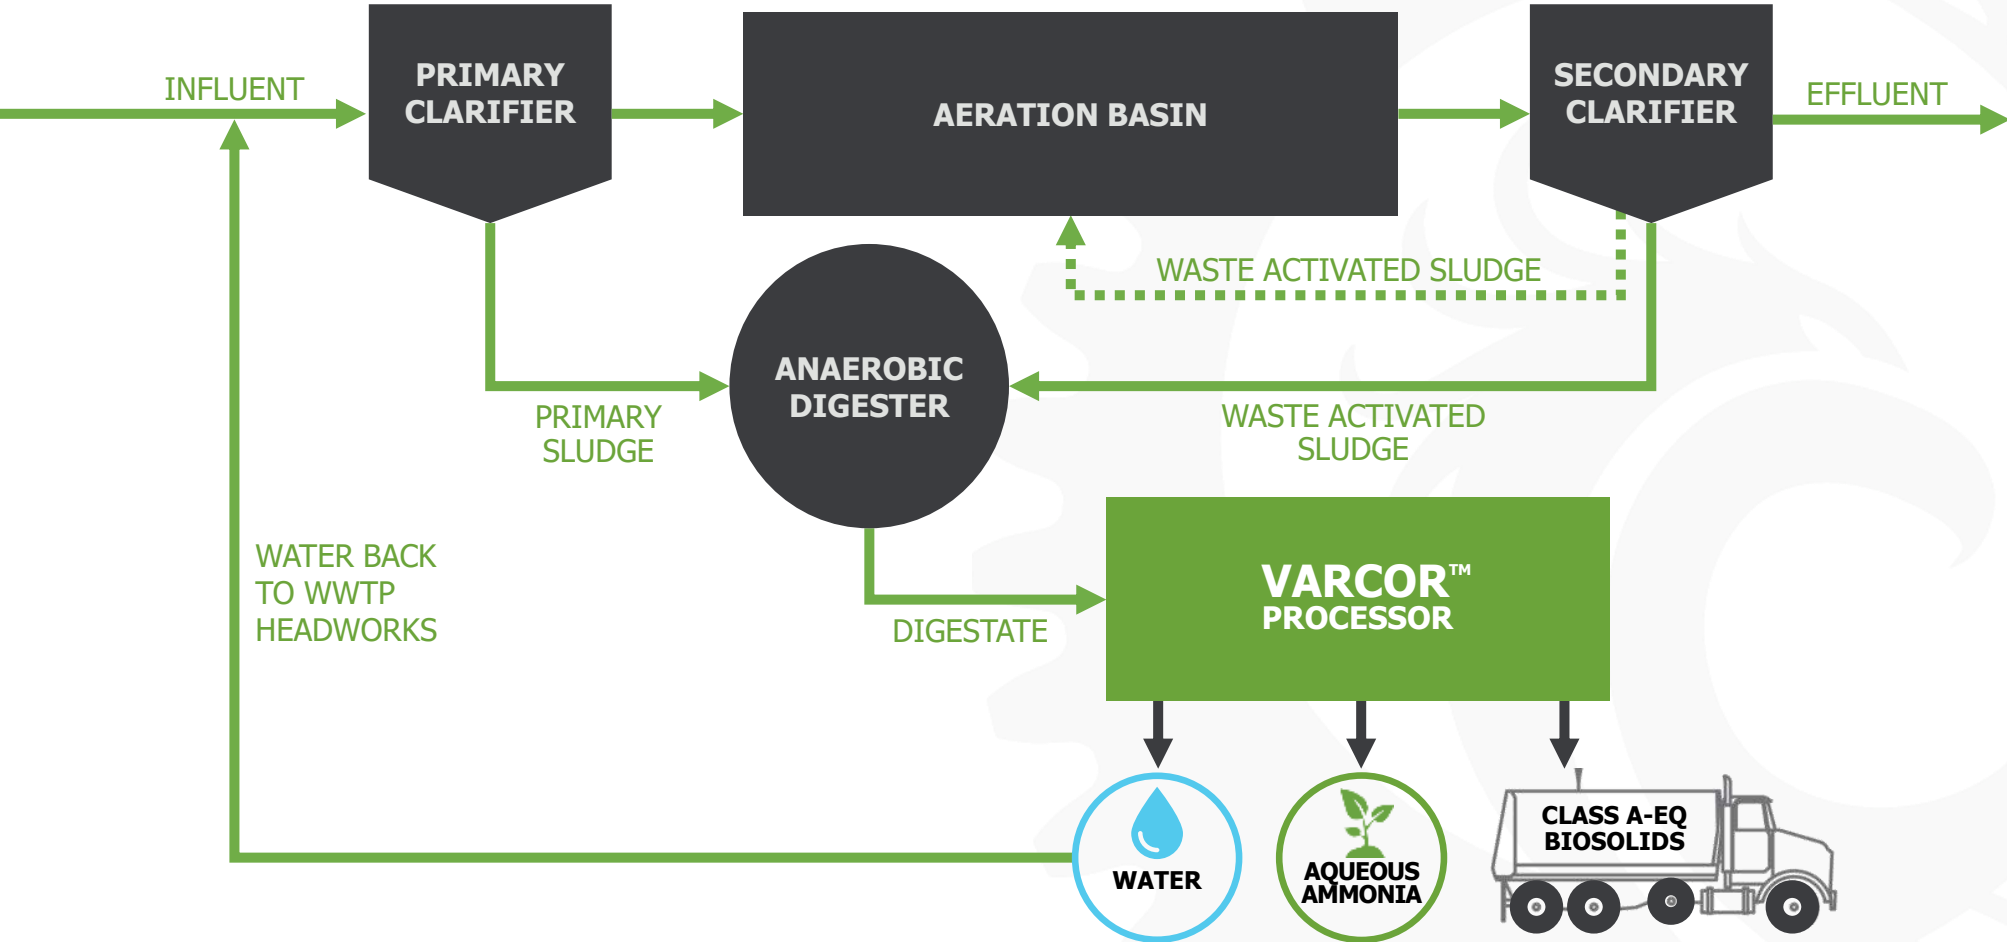 INFLUENT
PRIMARY
CLARIFIER
AERATION BASIN
SECONDARY
CLARIFIER
EFFLUENT
WASTE ACTIVATED SLUDGE
ANAEROBIC
DIGESTER
PRIMARY
SLUDGE
WASTE ACTIVATED
SLUDGE
WATER BACK
TO WWTP
HEADWORKS
DIGESTATE
VARCOR™
PROCESSOR
WATER
AQUEOUS
AMMONIA
CLASS A-EQ
BIOSOLIDS